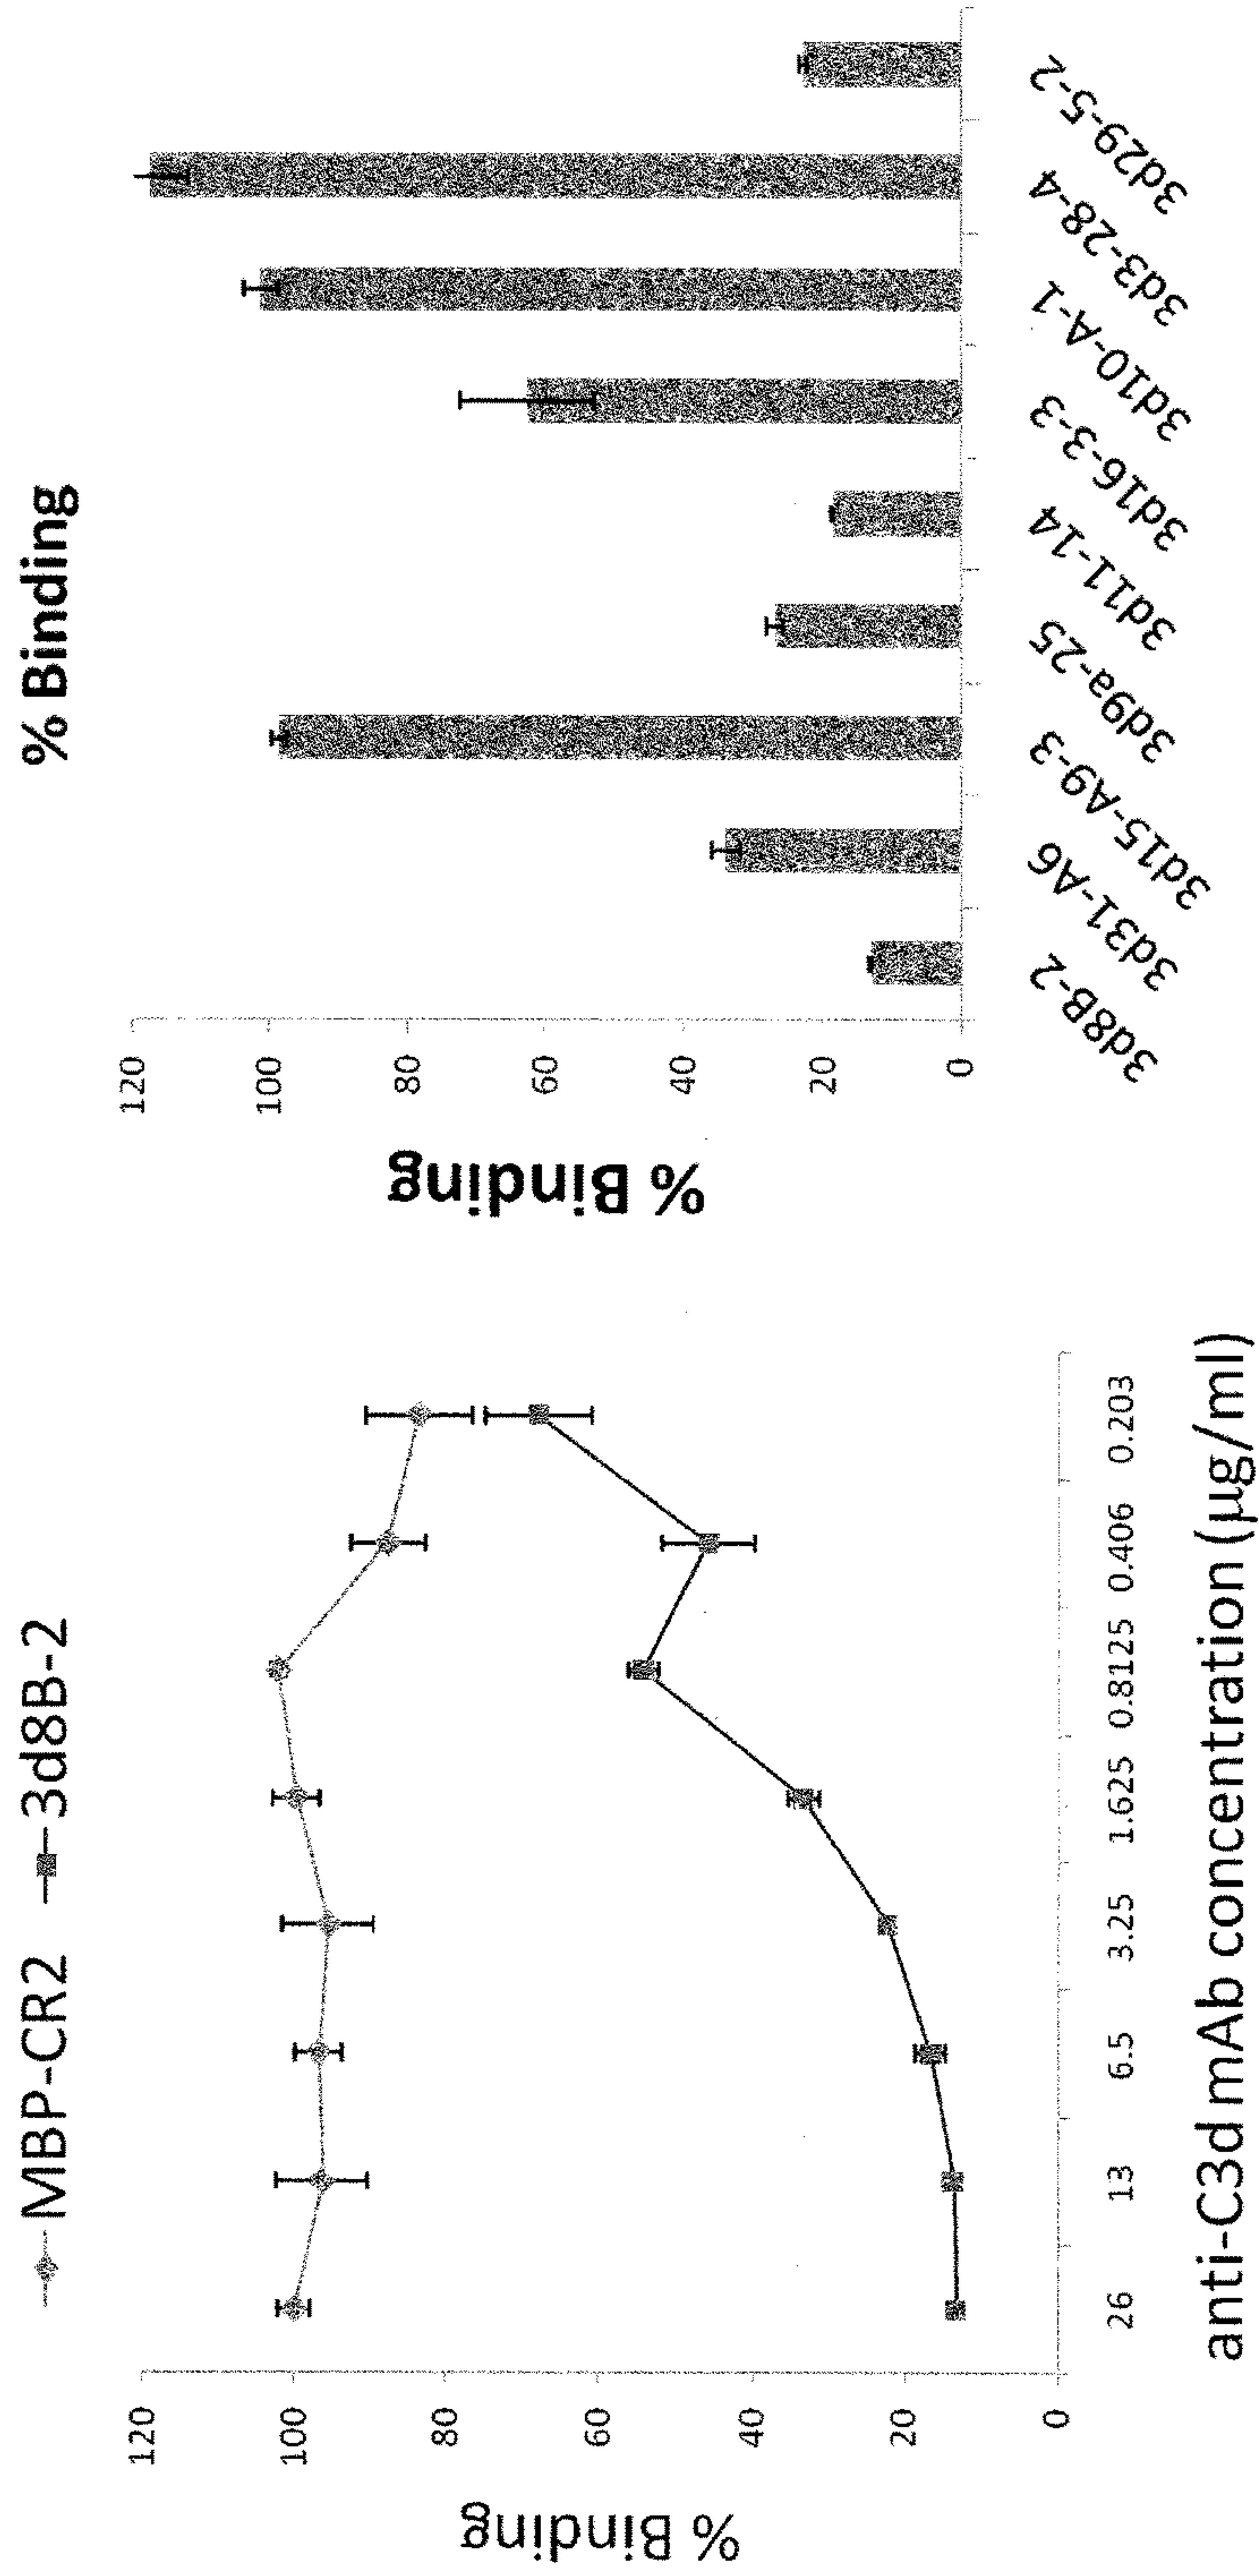 MBP-CR2 3d8B-2
% Binding
120
100
80
60
40
20
0
26 13 6.5 3.25 1.625 0.8125 0.406 0.203
anti-C3d mAb concentration (µg/ml)
% Binding
% Binding
120
100
80
60
40
20
0
3d8B-2
3d31-A6
3d15-A9-3
3d9a-25
3d11-14
3d16-3-3
3d10-A-1
3d3-28-4
3d29-5-2